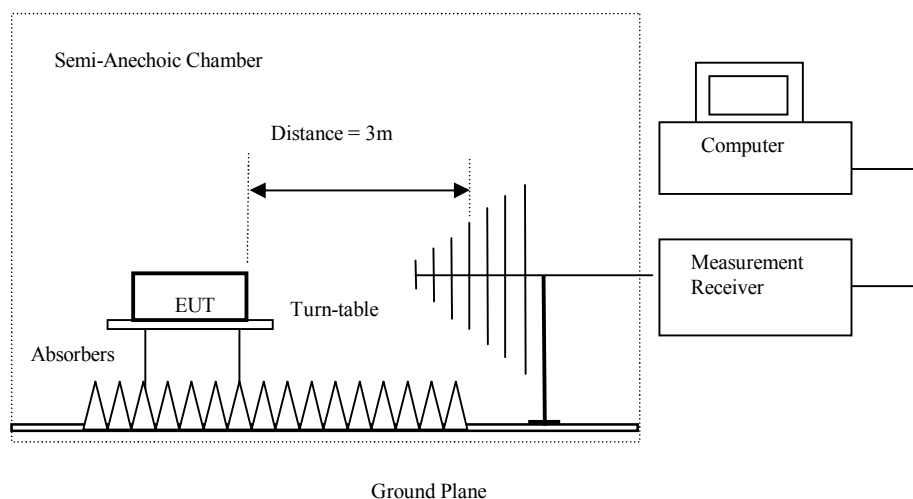 Semi-Anechoic Chamber
Distance = 3m
Computer
Measurement
Receiver
EUT
Turn-table
Absorbers
Ground Plane